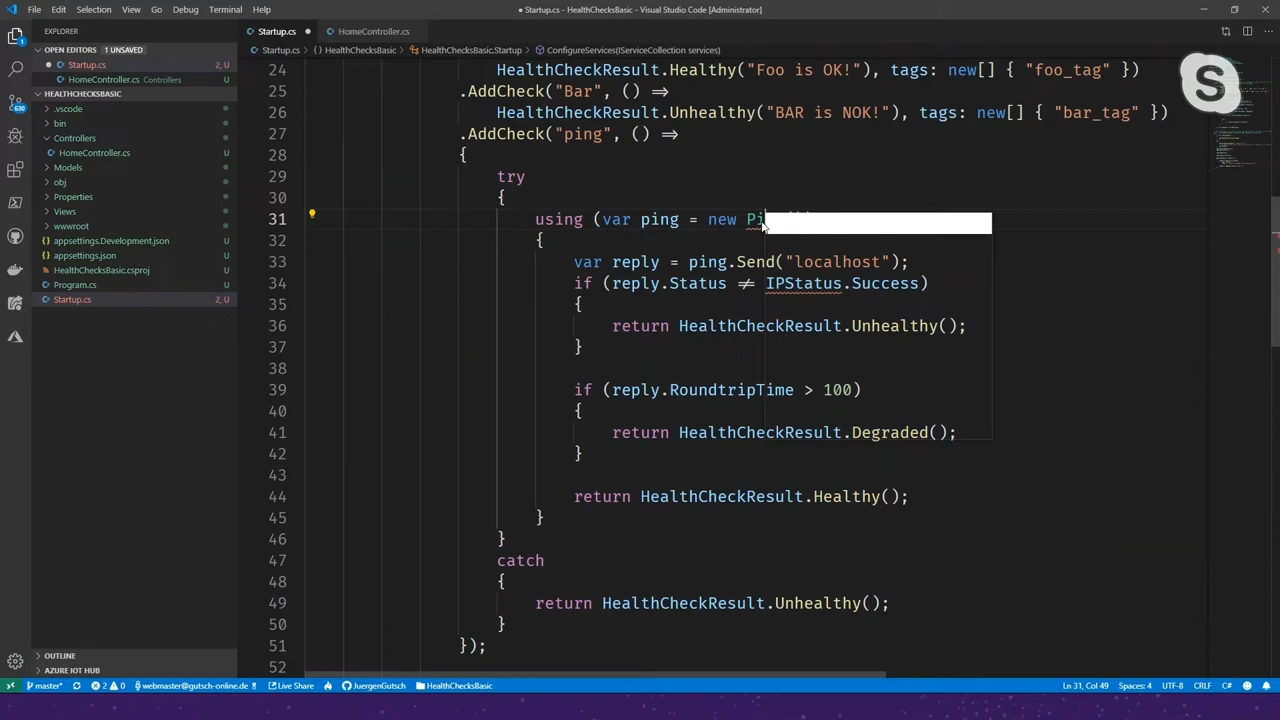 File Edit Selection View Go Debug Terminal Help
● Startup.cs - HealthChecksBasic - Visual Studio Code [Administrator]
EXPLORER
Startup.cs ●
HomeController.cs
OPEN EDITORS 1 UNSAVED
Startup.cs > {} HealthChecksBasic > HealthChecksBasic.Startup > ConfigureServices(IServiceCollection services)
● Startup.cs 2, U
HomeController.cs Controllers U
HEALTHCHECKSBASIC
.vscode
bin
Controllers
HomeController.cs U
Models
obj
Properties
Views
wwwroot
appsettings.Development.json U
appsettings.json U
HealthChecksBasic.csproj U
Program.cs U
Startup.cs 2, U
OUTLINE
AZURE IOT HUB
1
630
S
24 HealthCheckResult.Healthy("Foo is OK!"), tags: new[] { "foo_tag" })
25 .AddCheck("Bar", () =>
26 HealthCheckResult.Unhealthy("BAR is NOK!"), tags: new[] { "bar_tag" })
27 .AddCheck("ping", () =>
28 {
29 try
30 {
31 using (var ping = new Pi
32 {
33 var reply = ping.Send("localhost");
34 if (reply.Status != IPStatus.Success)
35 {
36 return HealthCheckResult.Unhealthy();
37 }
38
39 if (reply.RoundtripTime > 100)
40 {
41 return HealthCheckResult.Degraded();
42 }
43
44 return HealthCheckResult.Healthy();
45 }
46 }
47 catch
48 {
49 return HealthCheckResult.Unhealthy();
50 }
51 });
52
master* 2 0 webmaster@gutsch-online.de Live Share JuergenGutsch HealthChecksBasic Ln 31, Col 49 Spaces: 4 UTF-8 CRLF C#